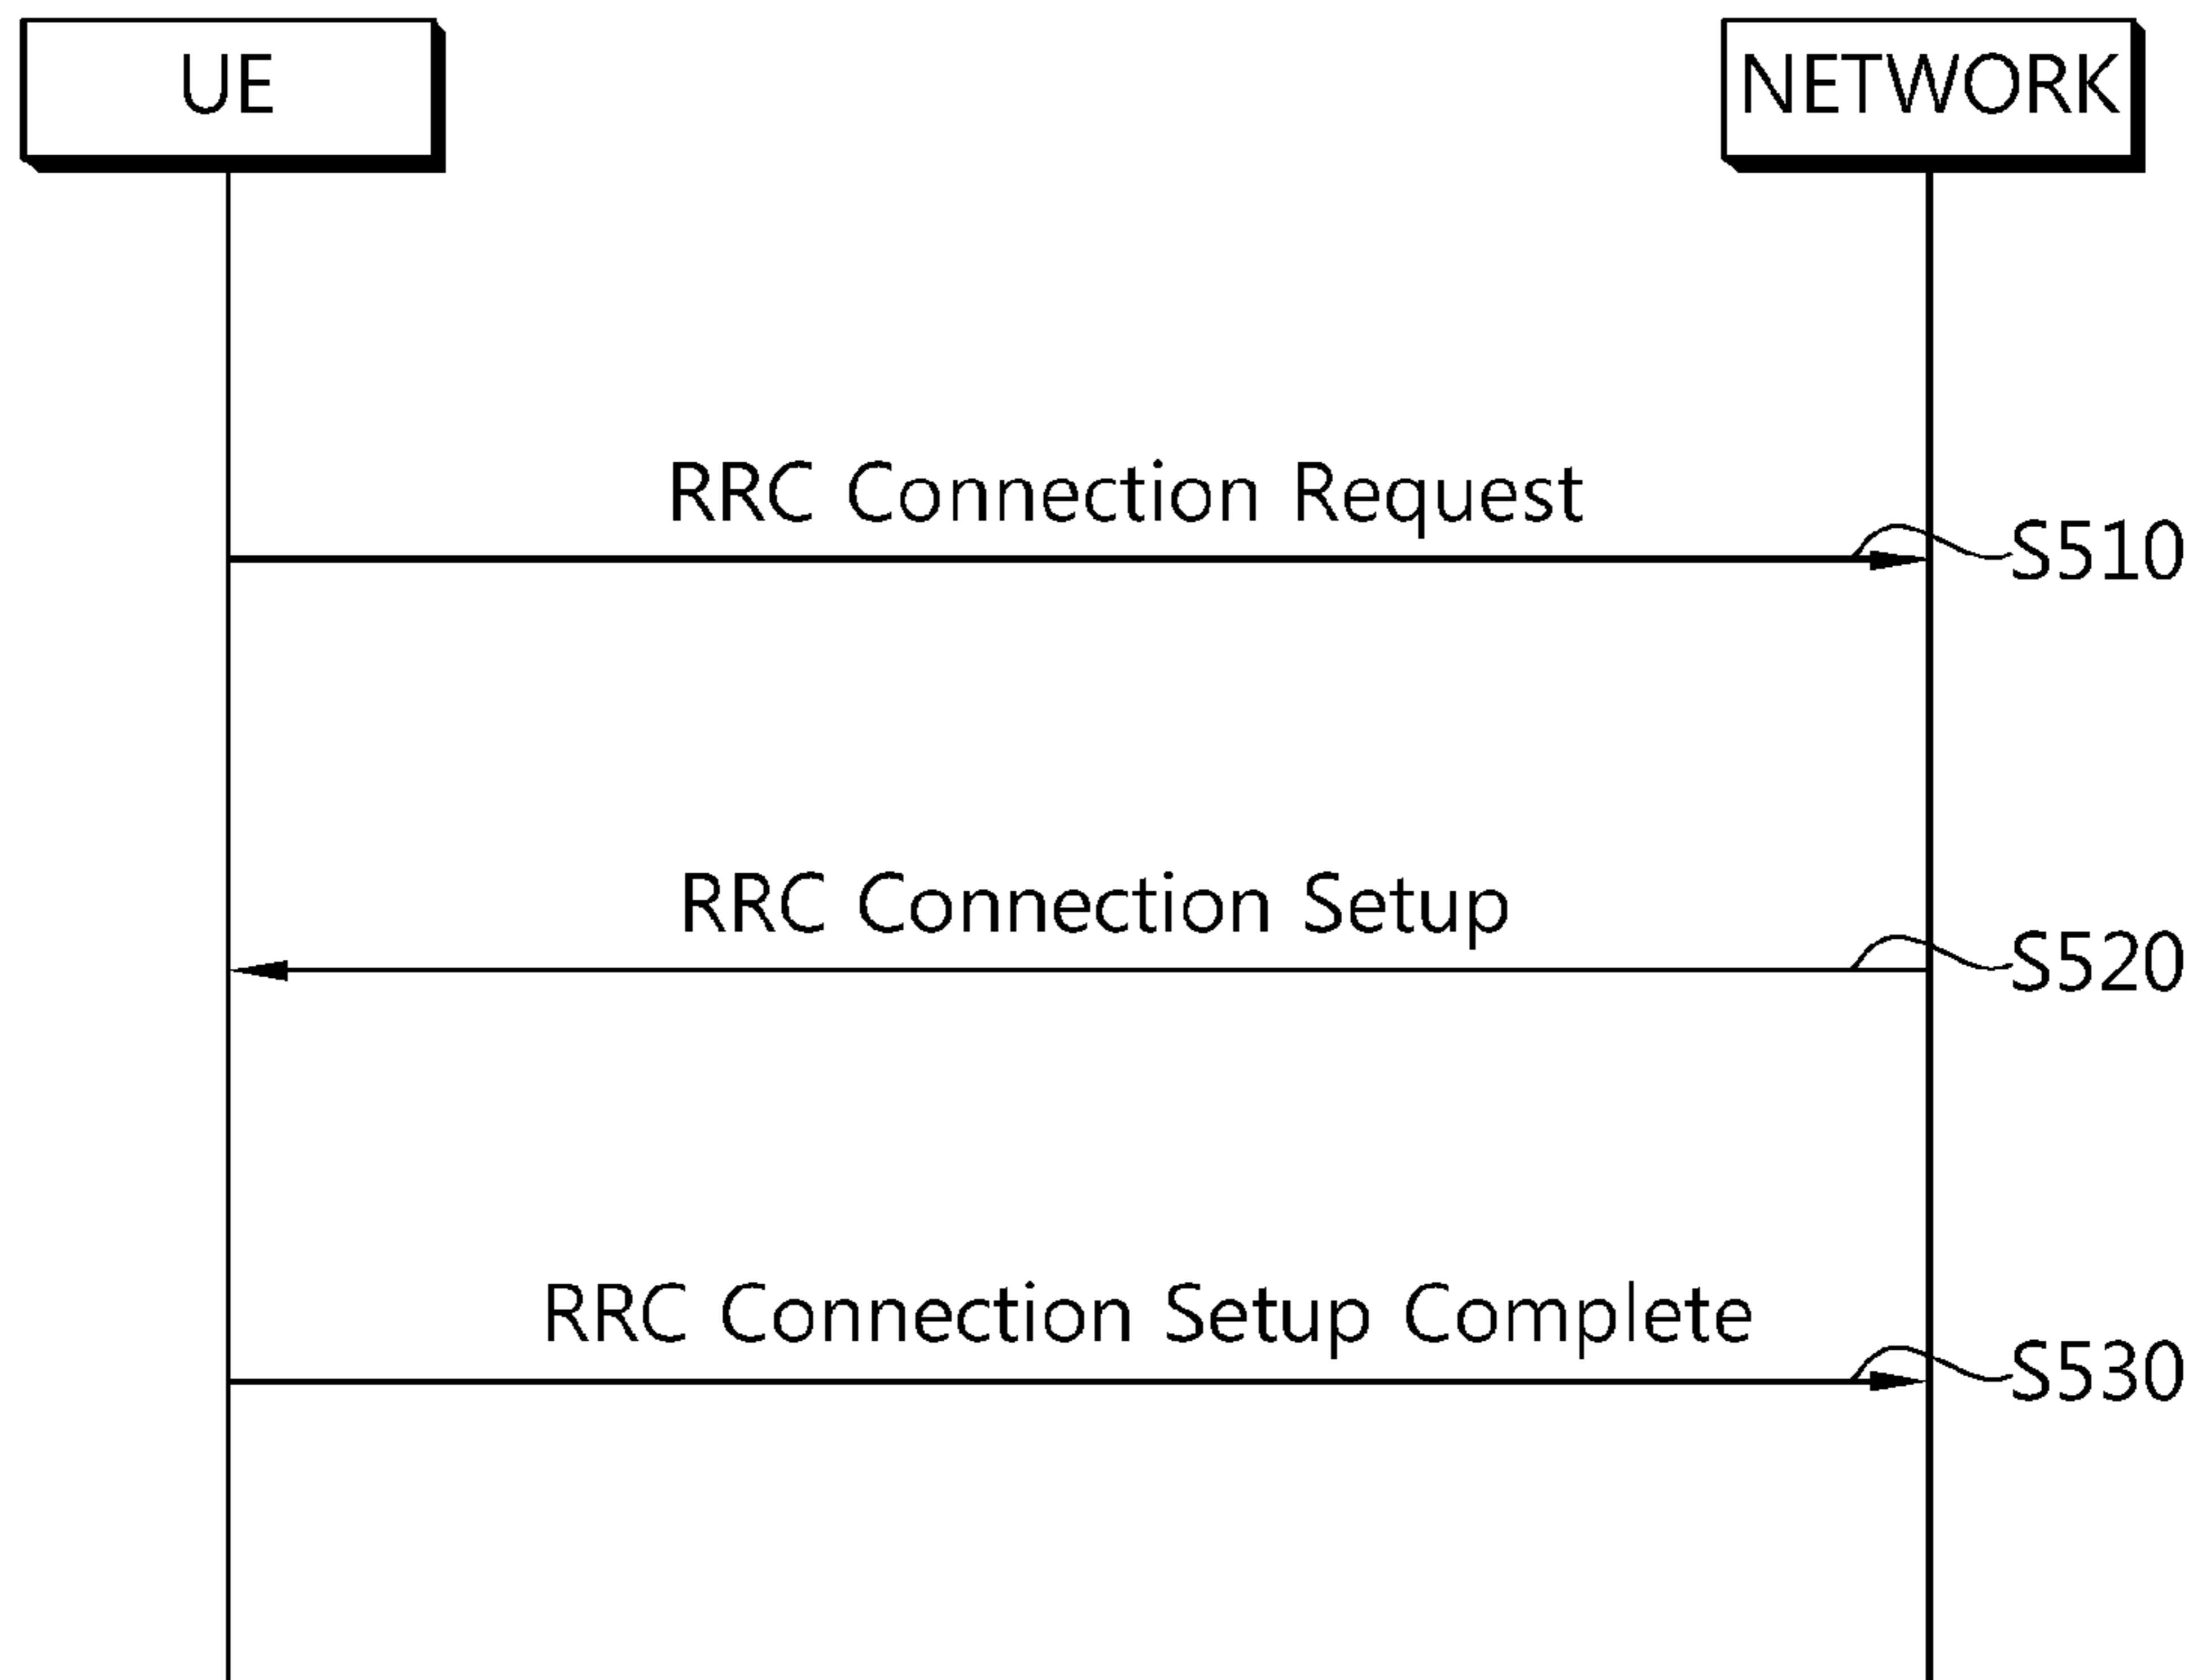 UE
NETWORK
RRC Connection Request
S510
RRC Connection Setup
S520
RRC Connection Setup Complete
S530